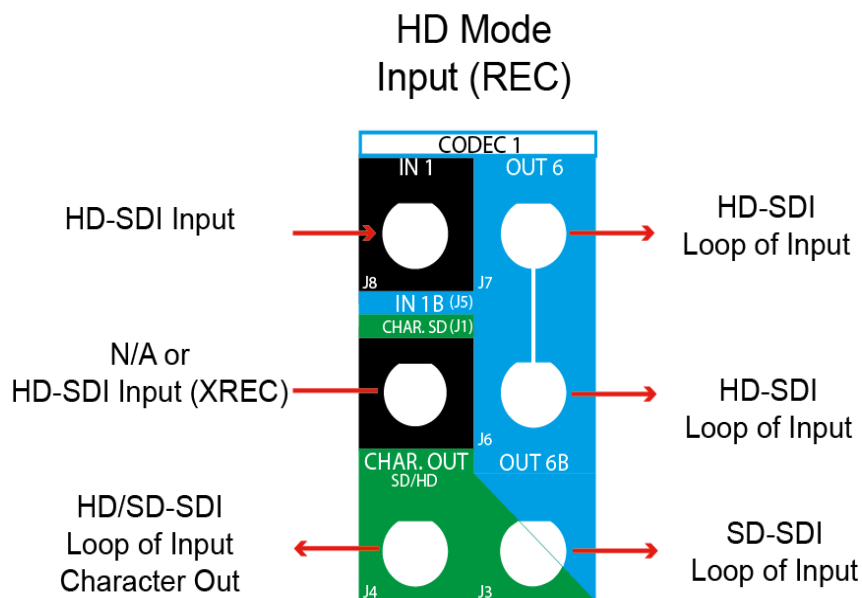 HD Mode
Input (REC)
CODEC 1
IN 1
OUT 6
HD-SDI Input
HD-SDI
Loop of Input
J8
J7
IN 1B (J5)
CHAR. SD (J1)
N/A or
HD-SDI Input (XREC)
HD-SDI
Loop of Input
J6
CHAR. OUT
SD/HD
OUT 6B
HD/SD-SDI
Loop of Input
Character Out
SD-SDI
Loop of Input
J4
J3